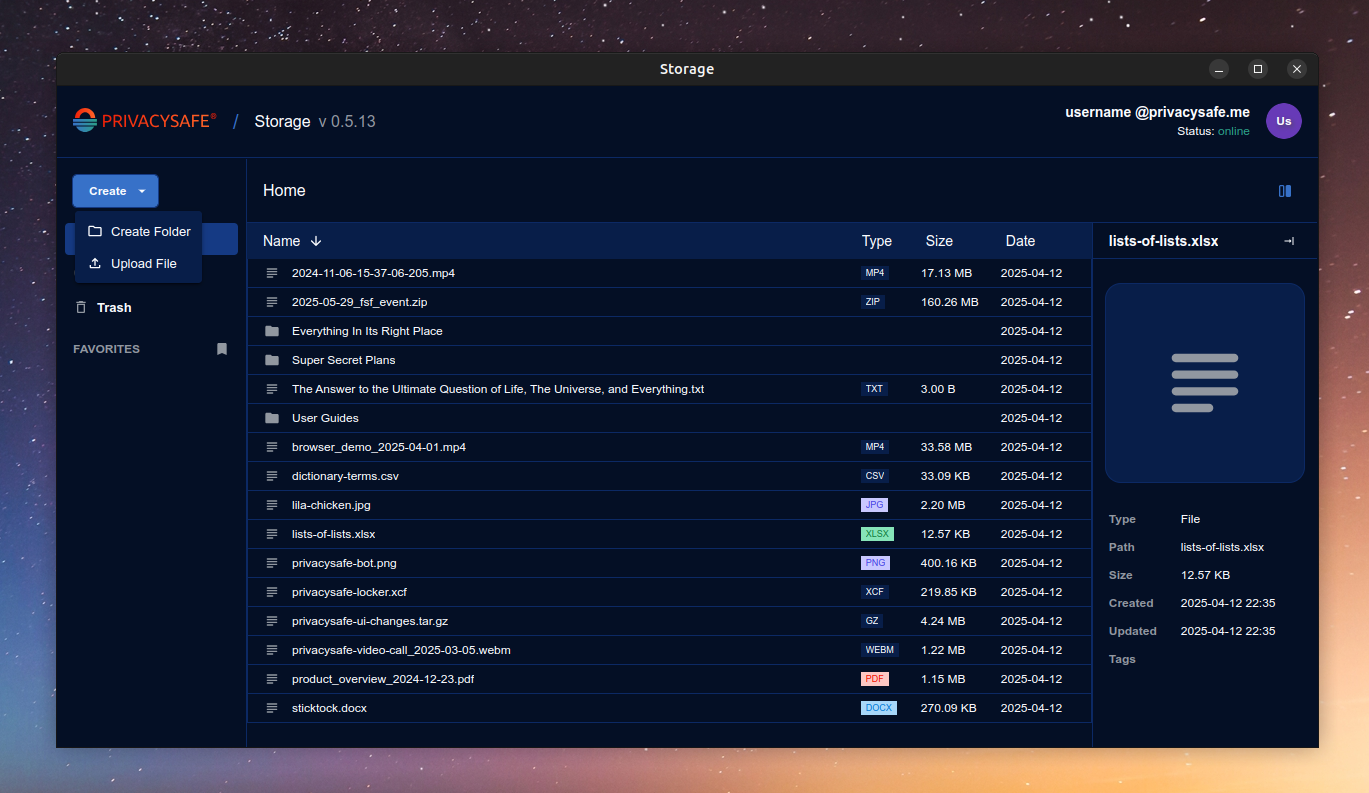 Storage
PRIVACYSAFE® / Storage v 0.5.13
username @privacysafe.me
Status: online
Us
Create
Create Folder
Upload File
Trash
FAVORITES
Home
Name Type Size Date
2024-11-06-15-37-06-205.mp4 MP4 17.13 MB 2025-04-12
2025-05-29_fsf_event.zip ZIP 160.26 MB 2025-04-12
Everything In Its Right Place 2025-04-12
Super Secret Plans 2025-04-12
The Answer to the Ultimate Question of Life, The Universe, and Everything.txt TXT 3.00 B 2025-04-12
User Guides 2025-04-12
browser_demo_2025-04-01.mp4 MP4 33.58 MB 2025-04-12
dictionary-terms.csv CSV 33.09 KB 2025-04-12
lila-chicken.jpg JPG 2.20 MB 2025-04-12
lists-of-lists.xlsx XLSX 12.57 KB 2025-04-12
privacysafe-bot.png PNG 400.16 KB 2025-04-12
privacysafe-locker.xcf XCF 219.85 KB 2025-04-12
privacysafe-ui-changes.tar.gz GZ 4.24 MB 2025-04-12
privacysafe-video-call_2025-03-05.webm WEBM 1.22 MB 2025-04-12
product_overview_2024-12-23.pdf PDF 1.15 MB 2025-04-12
sticktock.docx DOCX 270.09 KB 2025-04-12
lists-of-lists.xlsx
Type File
Path lists-of-lists.xlsx
Size 12.57 KB
Created 2025-04-12 22:35
Updated 2025-04-12 22:35
Tags